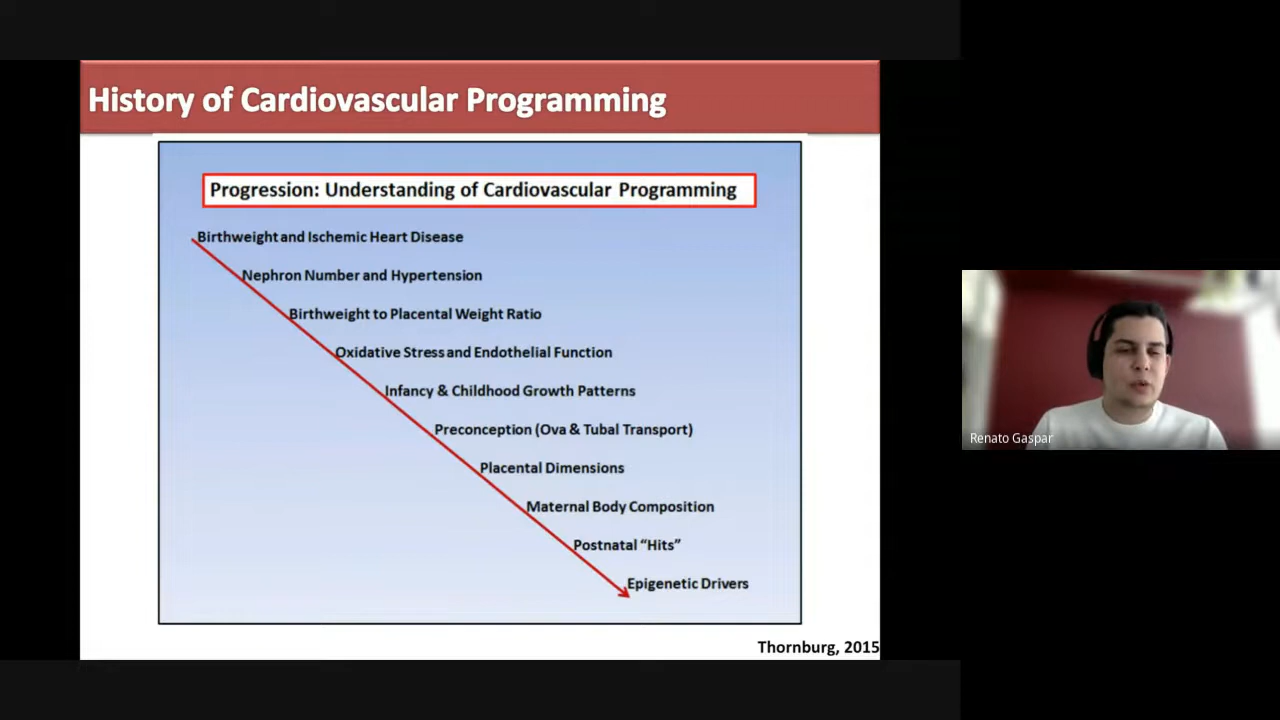 History of Cardiovascular Programming
Progression: Understanding of Cardiovascular Programming
Birthweight and Ischemic Heart Disease
Nephron Number and Hypertension
Birthweight to Placental Weight Ratio
Oxidative Stress and Endothelial Function
Infancy & Childhood Growth Patterns
Preconception (Ova & Tubal Transport)
Placental Dimensions
Maternal Body Composition
Postnatal “Hits”
Epigenetic Drivers
Thornburg, 2015
Renato Gaspar